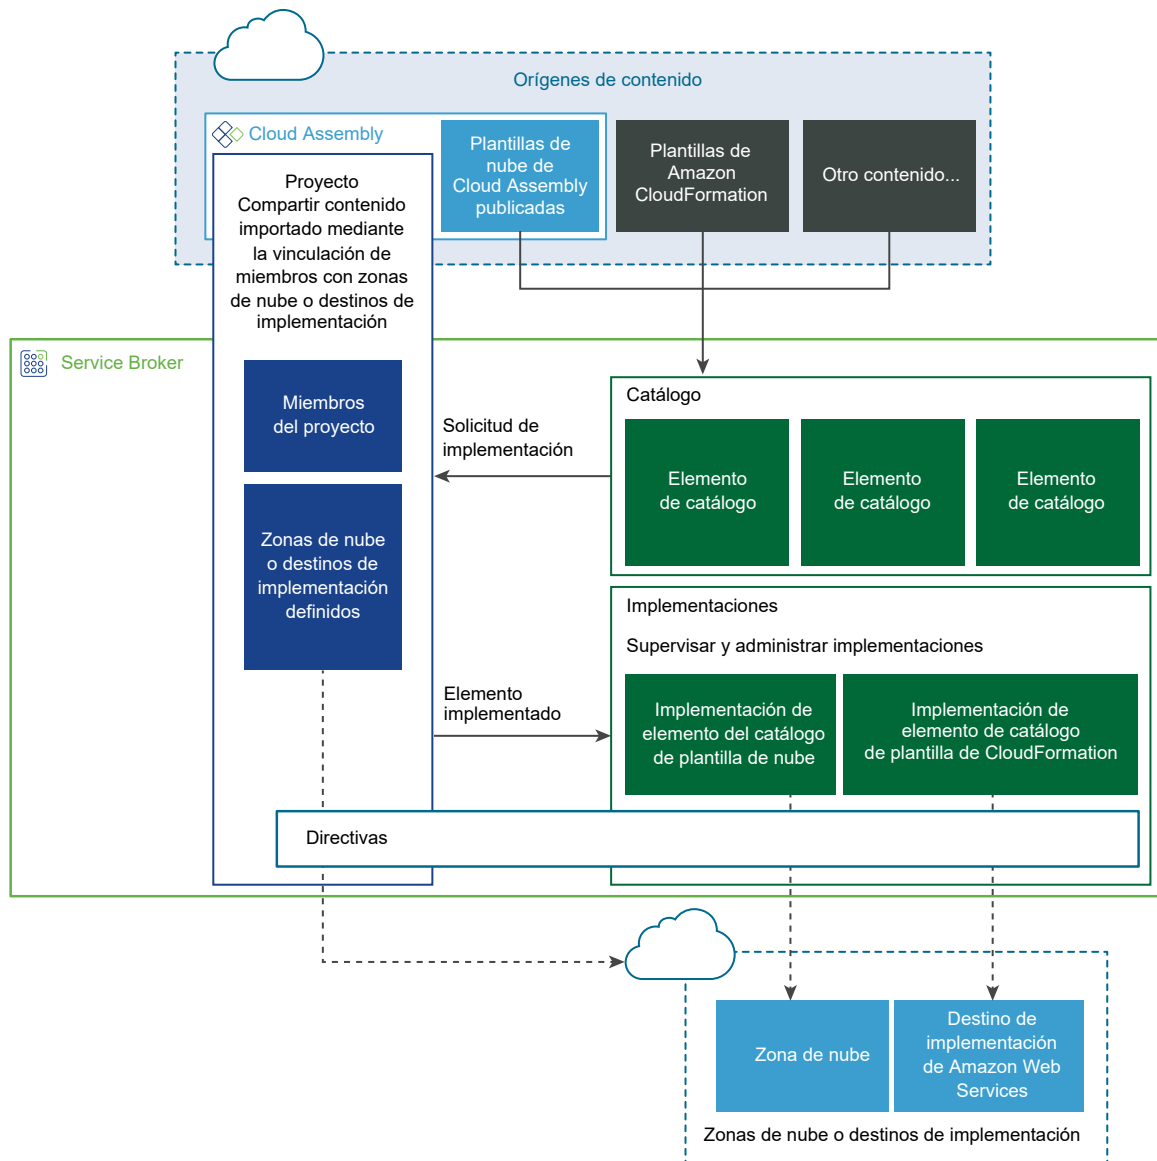 Orígenes de contenido
Cloud Assembly
Proyecto
Compartir contenido
importado mediante
la vinculación de
miembros con zonas
de nube o destinos de
implementación
Plantillas de
nube de
Cloud Assembly
publicadas
Plantillas de
Amazon
CloudFormation
Otro contenido...
Service Broker
Miembros
del proyecto
Zonas de nube
o destinos de
implementación
definidos
Solicitud de
implementación
Catálogo
Elemento
de catálogo
Elemento
de catálogo
Elemento
de catálogo
Elemento
implementado
Implementaciones
Supervisar y administrar implementaciones
Implementación de
elemento del catálogo
de plantilla de nube
Implementación de
elemento de catálogo
de plantilla de CloudFormation
Directivas
Zona de nube
Destino de
implementación
de Amazon Web
Services
Zonas de nube o destinos de implementación